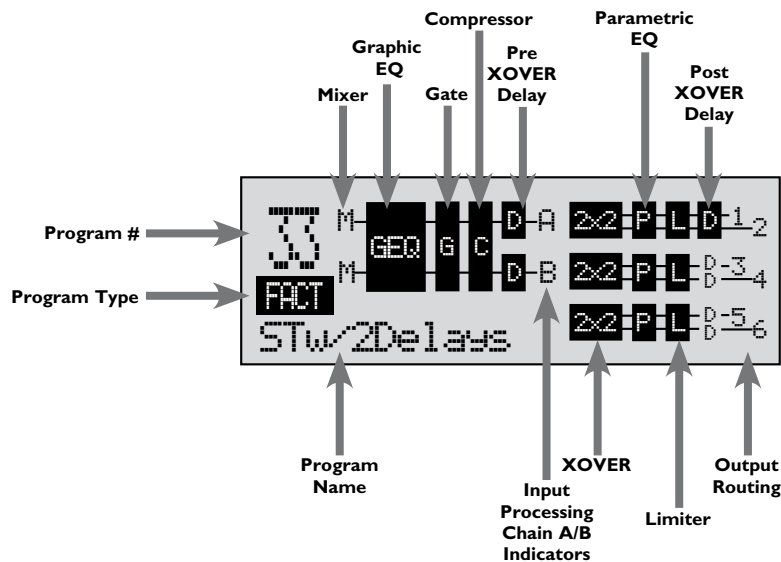 Compressor
Parametric
EQ
Graphic
EQ
Pre
XOVER
Delay
Post
XOVER
Delay
Mixer
Gate
Program #
Program Type
33
FACT
STw/2Delays
M
M
GEQ
G
C
D
D
A
B
2x2
P
L
D
1
2
2x2
P
L
D
D
3
4
2x2
P
L
D
D
5
6
Program
Name
Input
Processing
Chain A/B
Indicators
XOVER
Limiter
Output
Routing